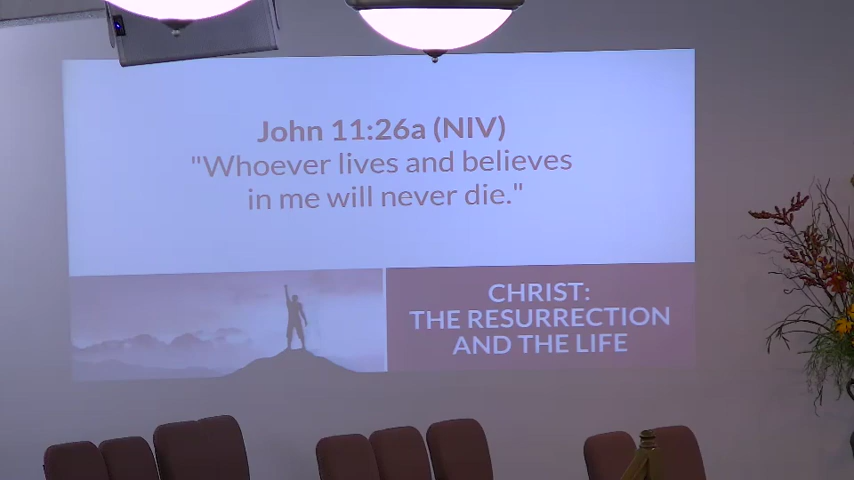 John 11:26a (NIV)
"Whoever lives and believes
in me will never die."
CHRIST:
THE RESURRECTION
AND THE LIFE